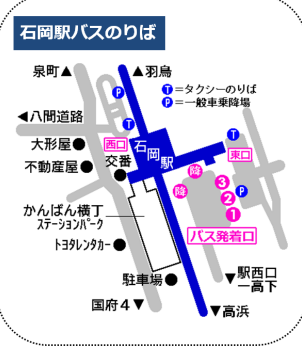 石岡駅バスのりば
泉町▲
▲羽鳥
T=タクシーのりば
P=一般車乗降場
P
◀八間道路
T
T
大形屋●
西口
石岡駅
東口
不動産屋●
交番
降
降
3
P
2
1
かんばん横丁
ステーションパーク
バス発着口
トヨタレンタカー●
駐車場●
▼駅西口
一高下
国府4▼
▼高浜